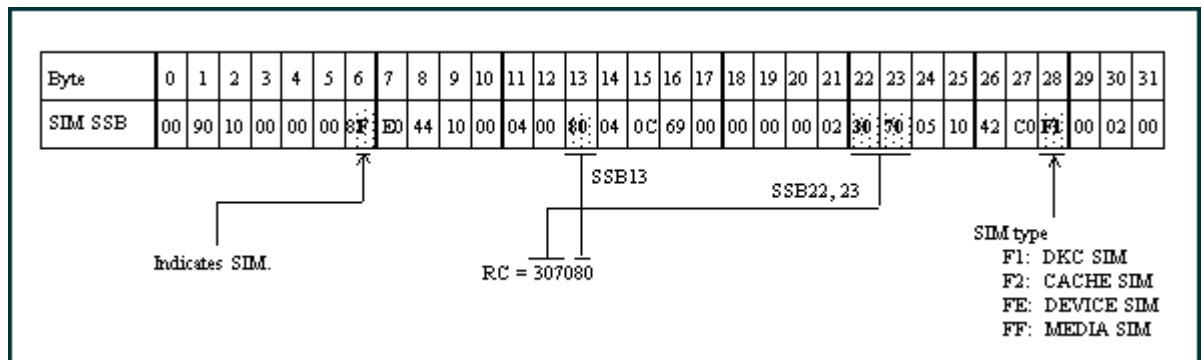 Byte 0 1 2 3 4 5 6 7 8 9 10 11 12 13 14 15 16 17 18 19 20 21 22 23 24 25 26 27 28 29 30 31
SIM SSB 00 90 10 00 00 00 8F E0 44 10 00 04 00 80 04 0C 69 00 00 00 00 02 30 70 05 10 42 C0 F1 00 02 00
SSB13
SSB22, 23
Indicates SIM.
RC = 307080
SIM type
F1: DKC SIM
F2: CACHE SIM
FE: DEVICE SIM
FF: MEDIA SIM